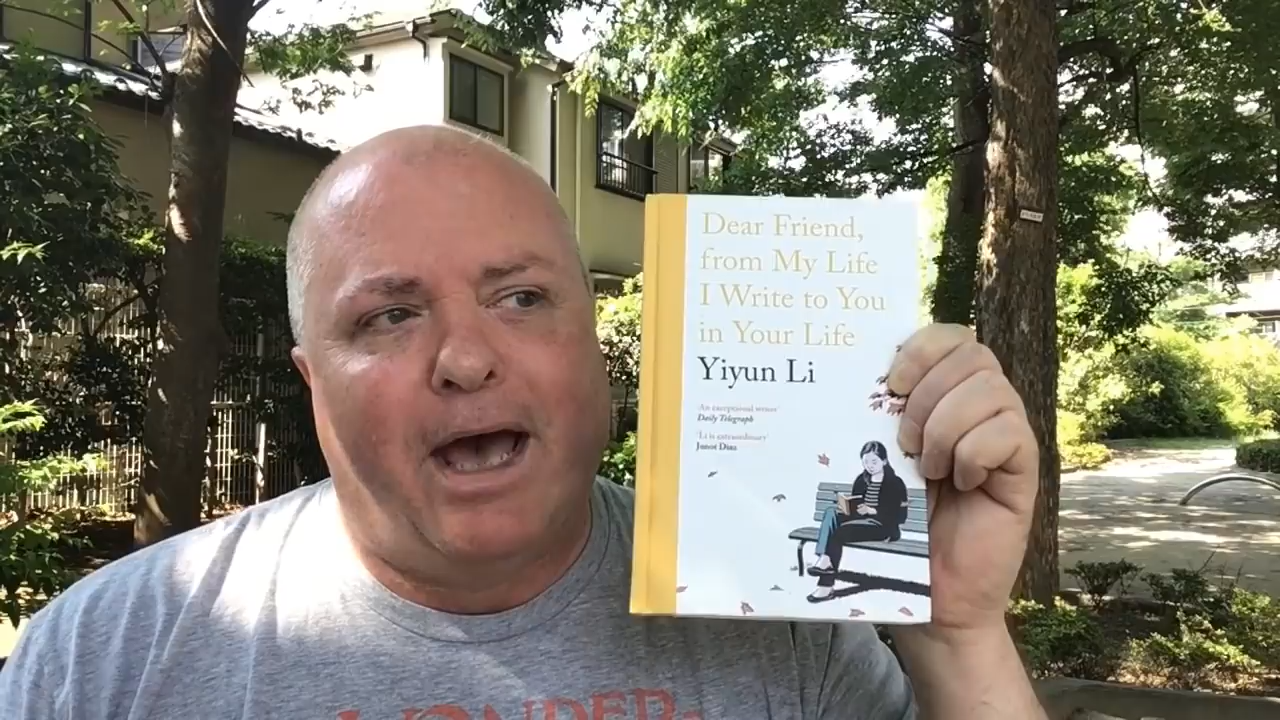 Dear Friend,
from My Life
I Write to You
in Your Life
Yiyun Li
'An exceptional writer'
Daily Telegraph
'Li is extraordinary'
Junot Díaz
WONDER-